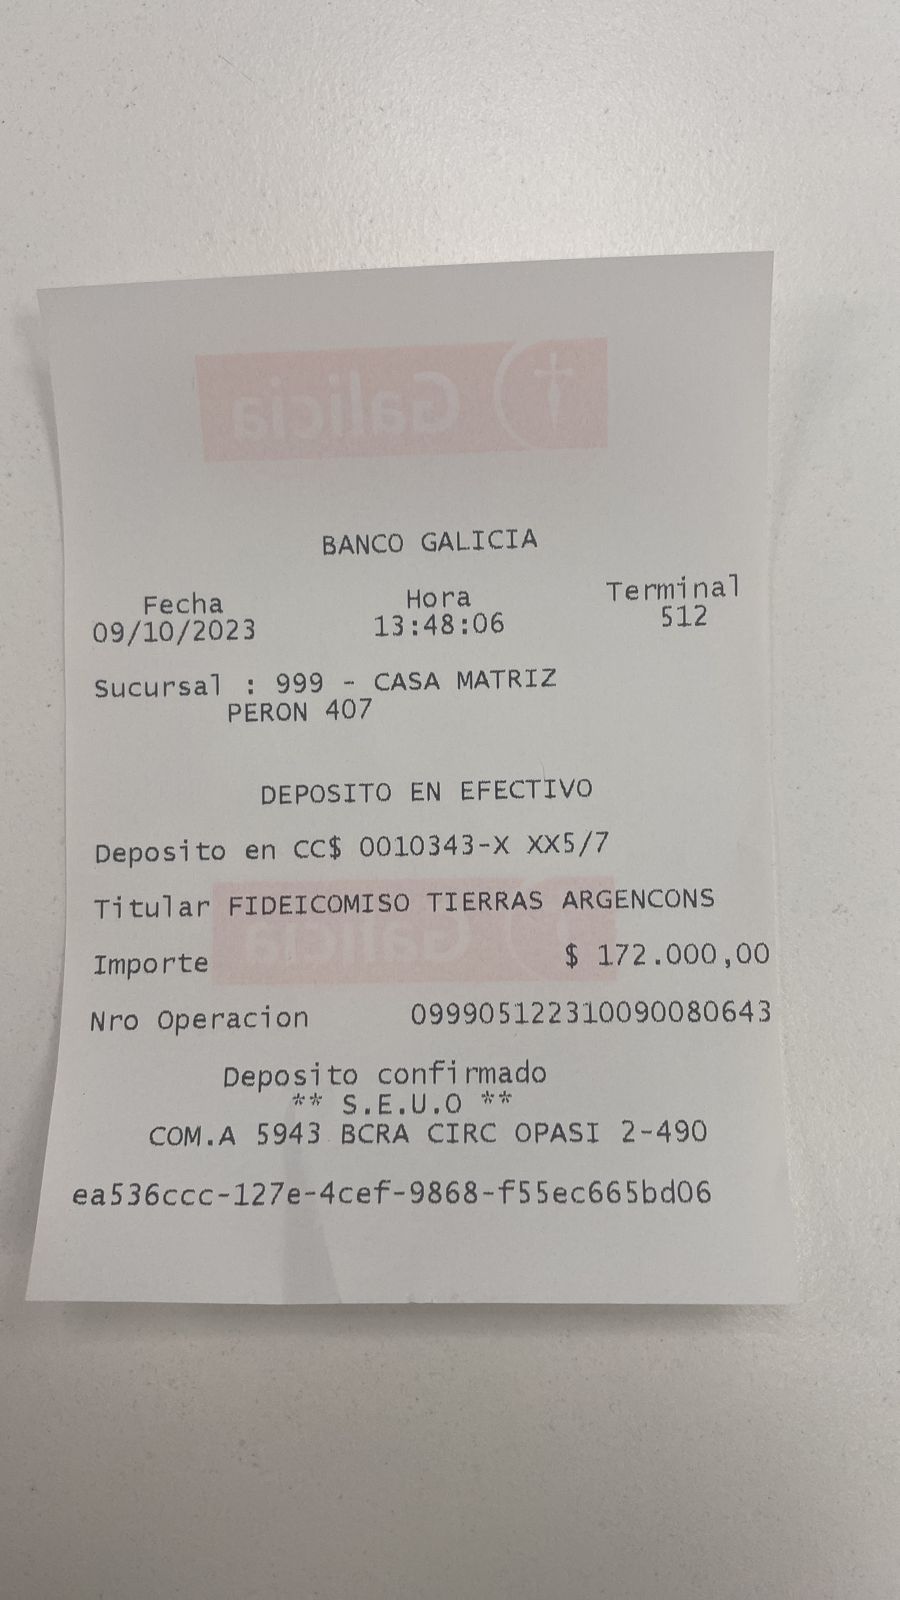 Galicia
BANCO GALICIA
Fecha Hora Terminal
09/10/2023 13:48:06 512
Sucursal : 999 - CASA MATRIZ
PERON 407
DEPOSITO EN EFECTIVO
Deposito en CC$ 0010343-X XX5/7
Titular FIDEICOMISO TIERRAS ARGENCONS
Galicia
Importe $ 172.000,00
Nro Operacion 099905122310090080643
Deposito confirmado
** S.E.U.O **
COM.A 5943 BCRA CIRC OPASI 2-490
ea536ccc-127e-4cef-9868-f55ec665bd06